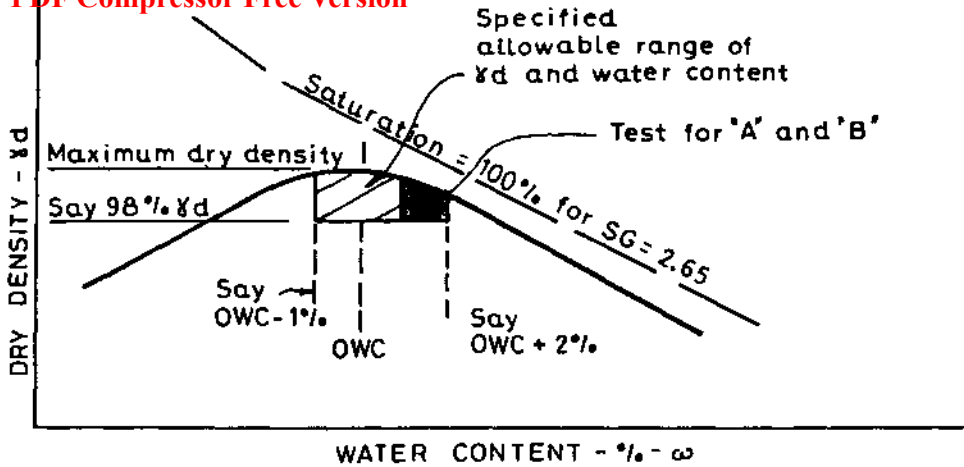 PDF Compressor Free Version
Specified
allowable range of
γd and water content
Saturation = 100% for SG = 2.65
Test for "A" and "B"
Maximum dry density
Say 98% γd
Say
OWC-1%
OWC
Say
OWC + 2%
DRY DENSITY - γd
WATER CONTENT - % - ω